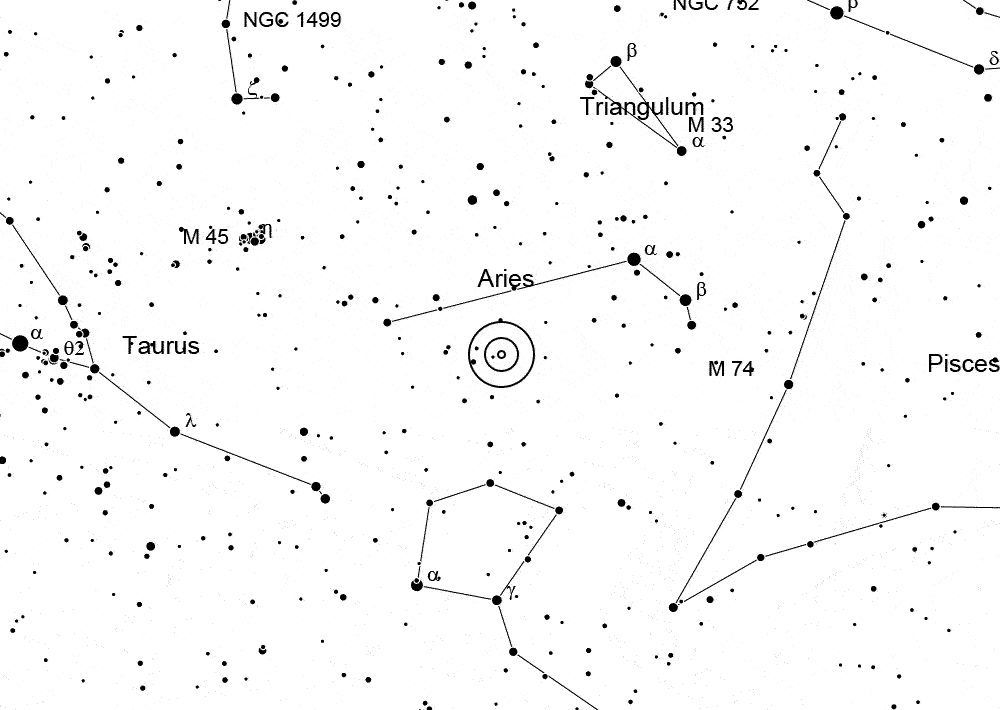 NGC 752
β
NGC 1499
β
δ
ζ
Triangulum
M 33
α
M 45
η
α
Aries
β
α
θ2
Taurus
M 74
Pisces
λ
α
γ